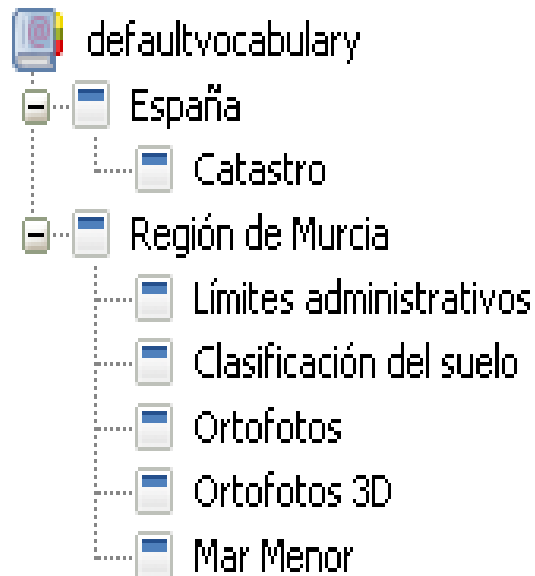 defaultvocabulary
España
Catastro
Región de Murcia
Límites administrativos
Clasificación del suelo
Ortofotos
Ortofotos 3D
Mar Menor